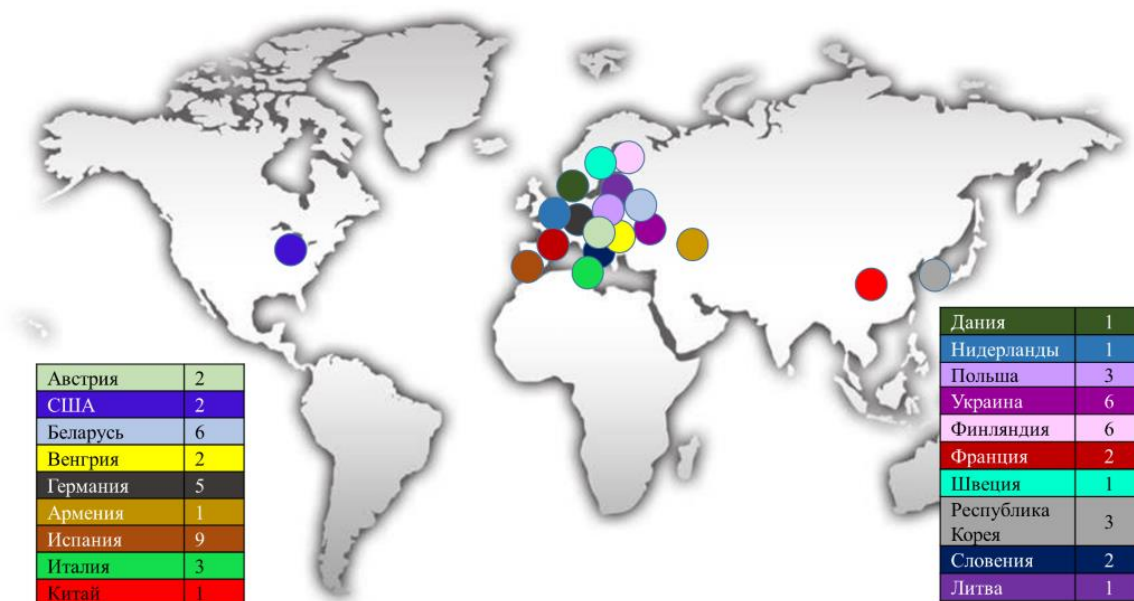 Австрия 2
США 2
Беларусь 6
Венгрия 2
Германия 5
Армения 1
Испания 9
Италия 3
Китай 1
Дания 1
Нидерланды 1
Польша 3
Украина 6
Финляндия 6
Франция 2
Швеция 1
Республика
Корея 3
Словения 2
Литва 1